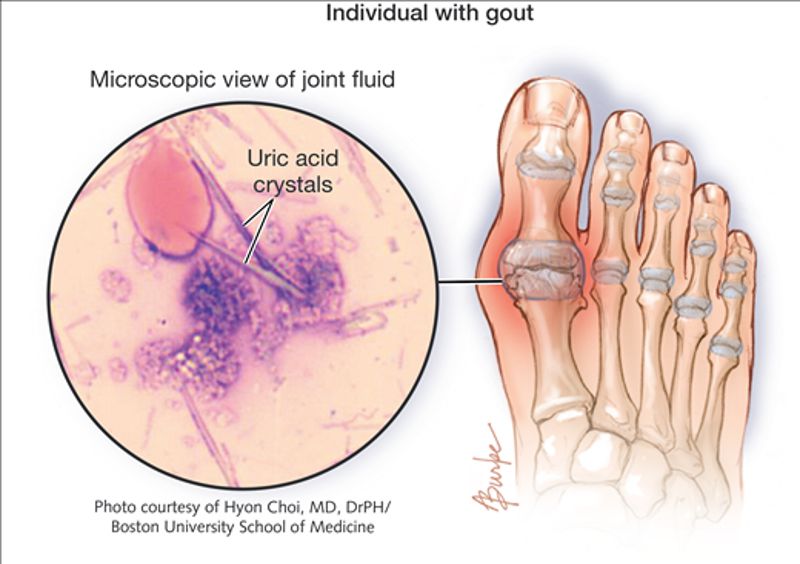 Individual with gout
Microscopic view of joint fluid
Uric acid
crystals
Photo courtesy of Hyon Choi, MD, DrPH/
Boston University School of Medicine